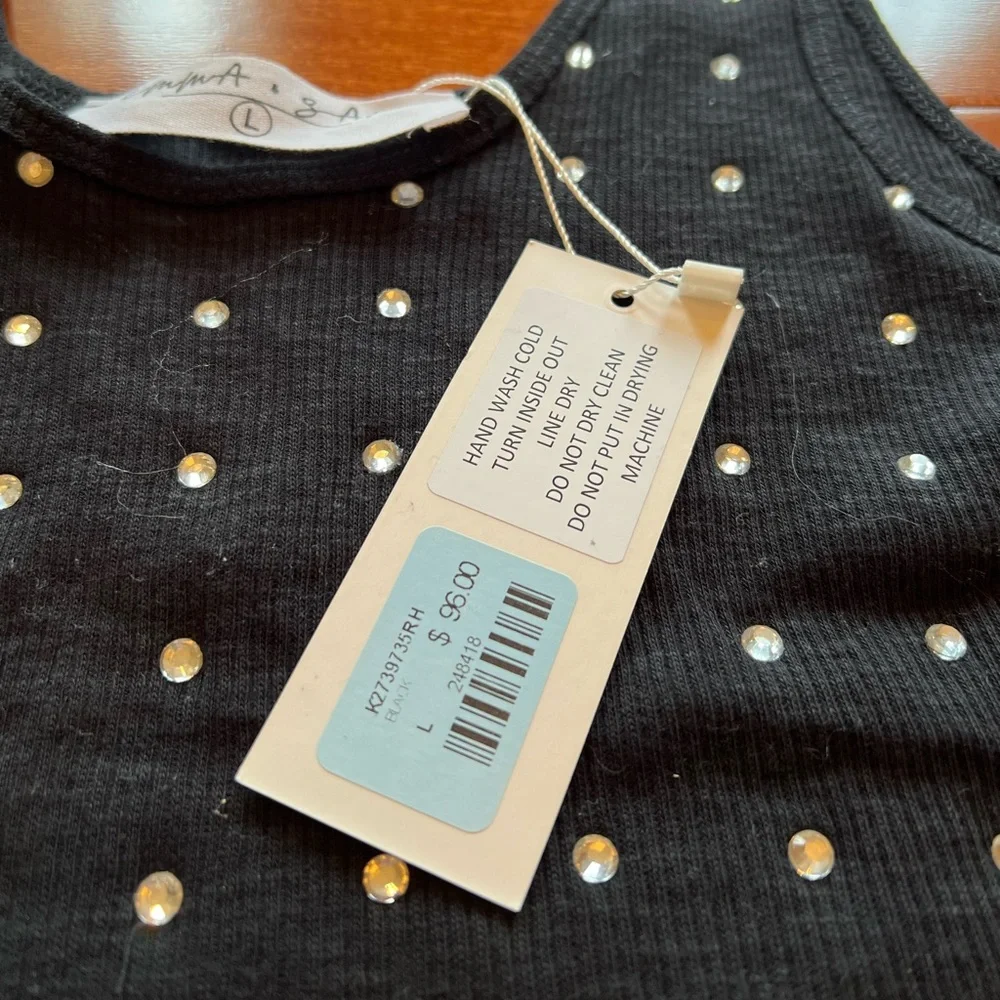 L
HAND WASH COLD
TURN INSIDE OUT
LINE DRY
DO NOT DRY CLEAN
DO NOT PUT IN DRYING
MACHINE
K2739735RH
BLACK
L
$ 96.00
248418